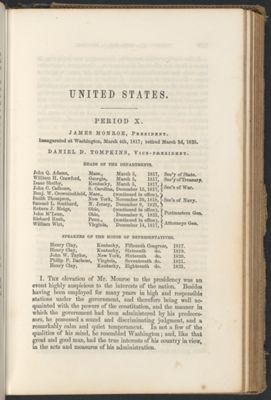 UNITED STATES.
PERIOD X.
JAMES MONROE, PRESIDENT.
Inaugurated at Washington, March 4th, 1817; retired March 3d, 1825.
DANIEL D. TOMPKINS, VICE-PRESIDENT.
HEADS OF THE DEPARTMENTS.
John Q. Adams, Mass., March 5, 1817, Sec'y of State.
William H. Crawford, Georgia, March 5, 1817, Sec'y of Treasury.
Isaac Shelby, Kentucky, March 5, 1817,
John C. Calhoun, S. Carolina, December 15, 1817, Sec's of War.
Benj. W. Crowninshield, Mass., (continued in office),
Smith Thompson, New York, November 30, 1818, Sec's of Navy.
Samuel L. Southard, N. Jersey, December 9, 1823,
Return J. Meigs, Ohio, (continued in office),
John M'Lean, Ohio, December 9, 1823, Postmasters Gen.
Richard Rush, Penn., (continued in office),
William Wirt, Virginia, December 15, 1817, Attorneys Gen.
SPEAKERS OF THE HOUSE OF REPRESENTATIVES.
Henry Clay, Kentucky, Fifteenth Congress, 1817.
Henry Clay, Kentucky, Sixteenth do. 1819.
John W. Taylor, New York, Sixteenth do. 1820.
Philip P. Barbour, Virginia, Seventeenth do. 1821.
Henry Clay, Kentucky, Eighteenth do. 1823.
I. THE elevation of Mr. Monroe to the presidency was an
event highly auspicious to the interests of the nation. Besides
having been employed for many years in high and responsible
stations under the government, and therefore being well ac-
quainted with the powers of the constitution, and the manner in
which the government had been administered by his predeces-
sors, he possessed a sound and discriminating judgment, and a
remarkably calm and quiet temperament. In not a few of the
qualities of his mind, he resembled Washington; and, like that
great and good man, had the true interests of his country in view,
in the acts and measures of his administration.